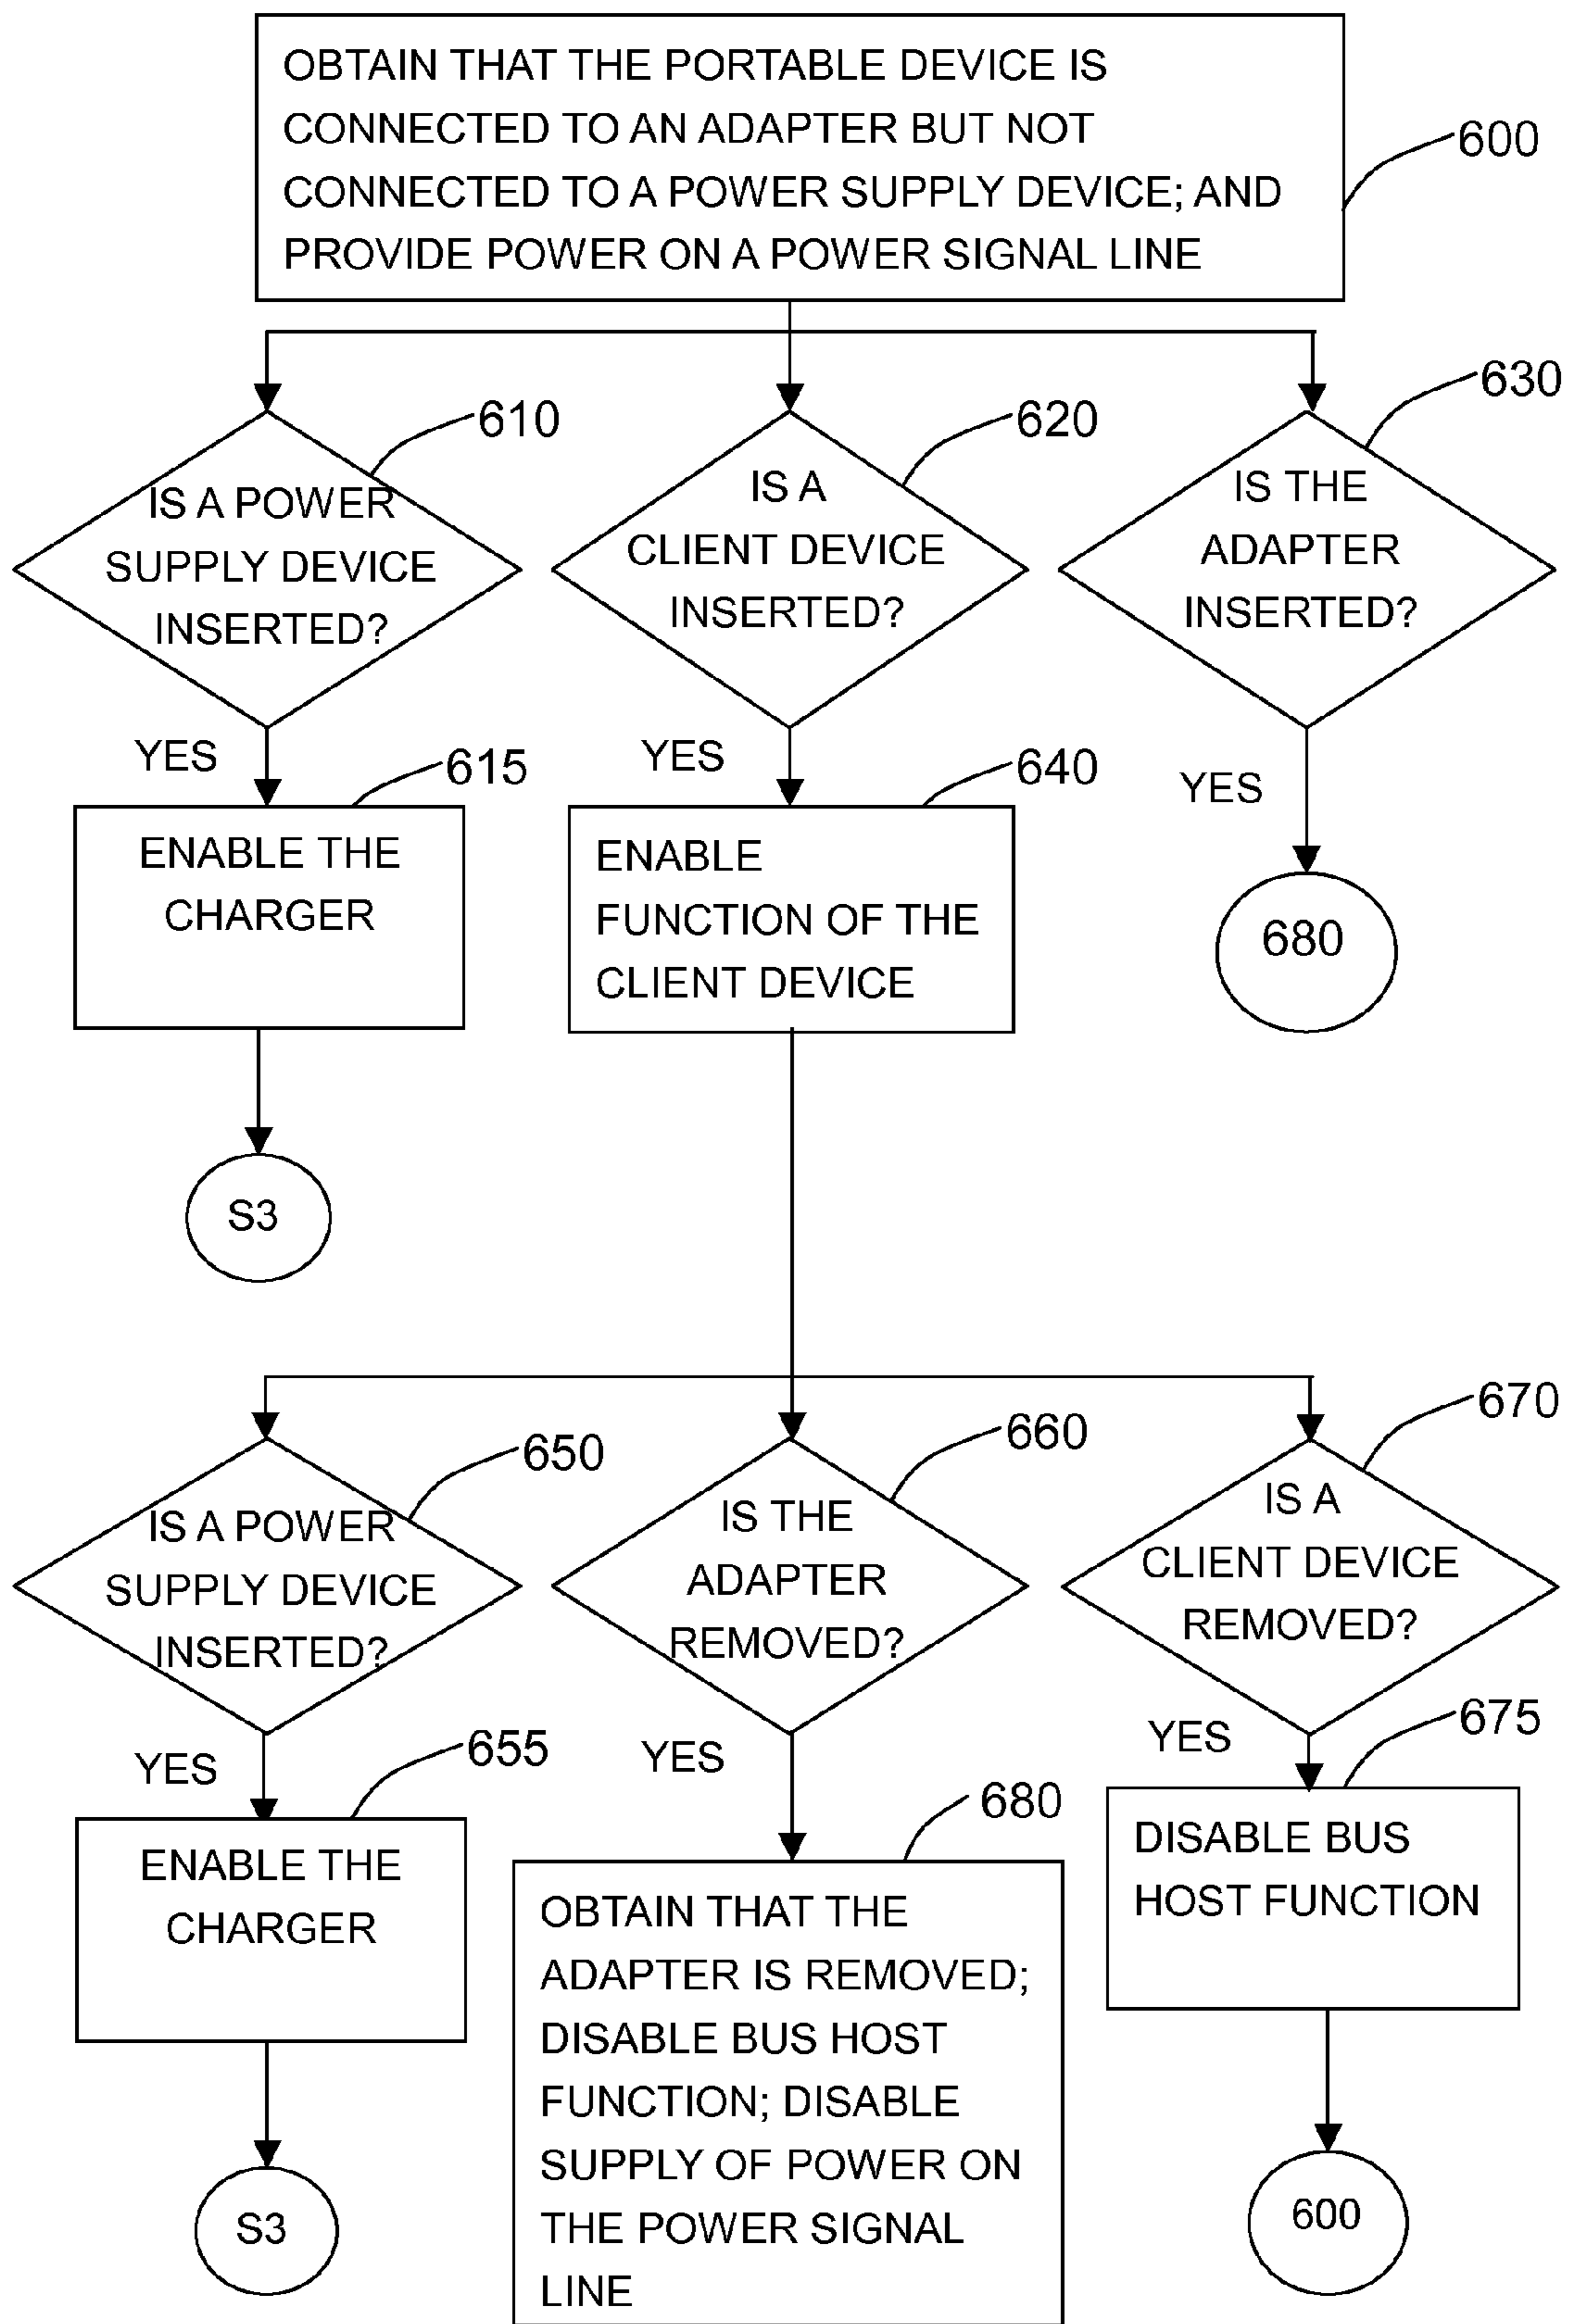 OBTAIN THAT THE PORTABLE DEVICE IS
CONNECTED TO AN ADAPTER BUT NOT
CONNECTED TO A POWER SUPPLY DEVICE; AND
PROVIDE POWER ON A POWER SIGNAL LINE
600
610
IS A POWER
SUPPLY DEVICE
INSERTED?
620
IS A
CLIENT DEVICE
INSERTED?
630
IS THE
ADAPTER
INSERTED?
YES
615
ENABLE THE
CHARGER
S3
YES
640
ENABLE
FUNCTION OF THE
CLIENT DEVICE
YES
680
650
IS A POWER
SUPPLY DEVICE
INSERTED?
660
IS THE
ADAPTER
REMOVED?
670
IS A
CLIENT DEVICE
REMOVED?
YES
655
ENABLE THE
CHARGER
S3
YES
680
OBTAIN THAT THE
ADAPTER IS REMOVED;
DISABLE BUS HOST
FUNCTION; DISABLE
SUPPLY OF POWER ON
THE POWER SIGNAL
LINE
YES
675
DISABLE BUS
HOST FUNCTION
600